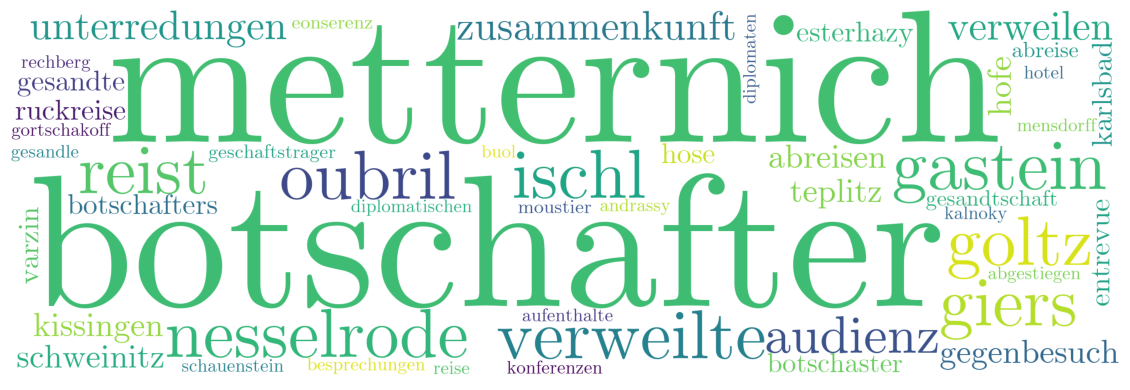 unterredungen eonserenz zusammenkunft diplomaten esterhazy verweilen
rechberg metternich abreise
gesandte hotel
ruckreise hofe karlsbad
gortschakoff mensdorff
gesandle geschaftstrager buol hose abreisen gastein
reist oubril ischl teplitz
botschafters diplomatischen moustier andrassy gesandtschaft
kalnoky
varzin botschafter goltz entrevue
abgestiegen
kissingen nesselrode aufenthalte giers
verweilte audienz
schweinitz gegenbesuch
schauenstein besprechungen reise konferenzen botschaster